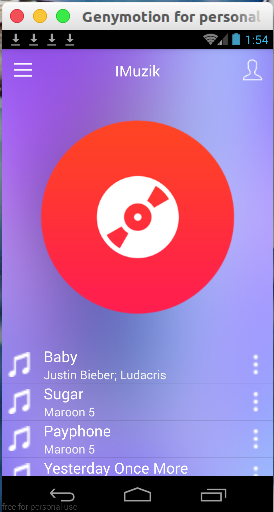 Genymotion for personal
1:54
IMuzik
Baby
Justin Bieber; Ludacris
Sugar
Maroon 5
Payphone
Maroon 5
Yesterday Once More
free for personal use